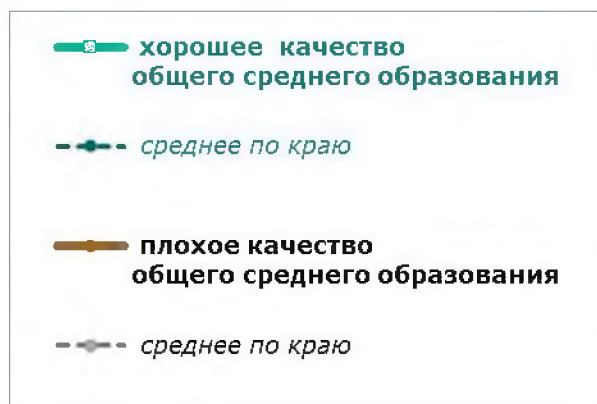 хорошее качество
общего среднего образования
среднее по краю
плохое качество
общего среднего образования
среднее по краю